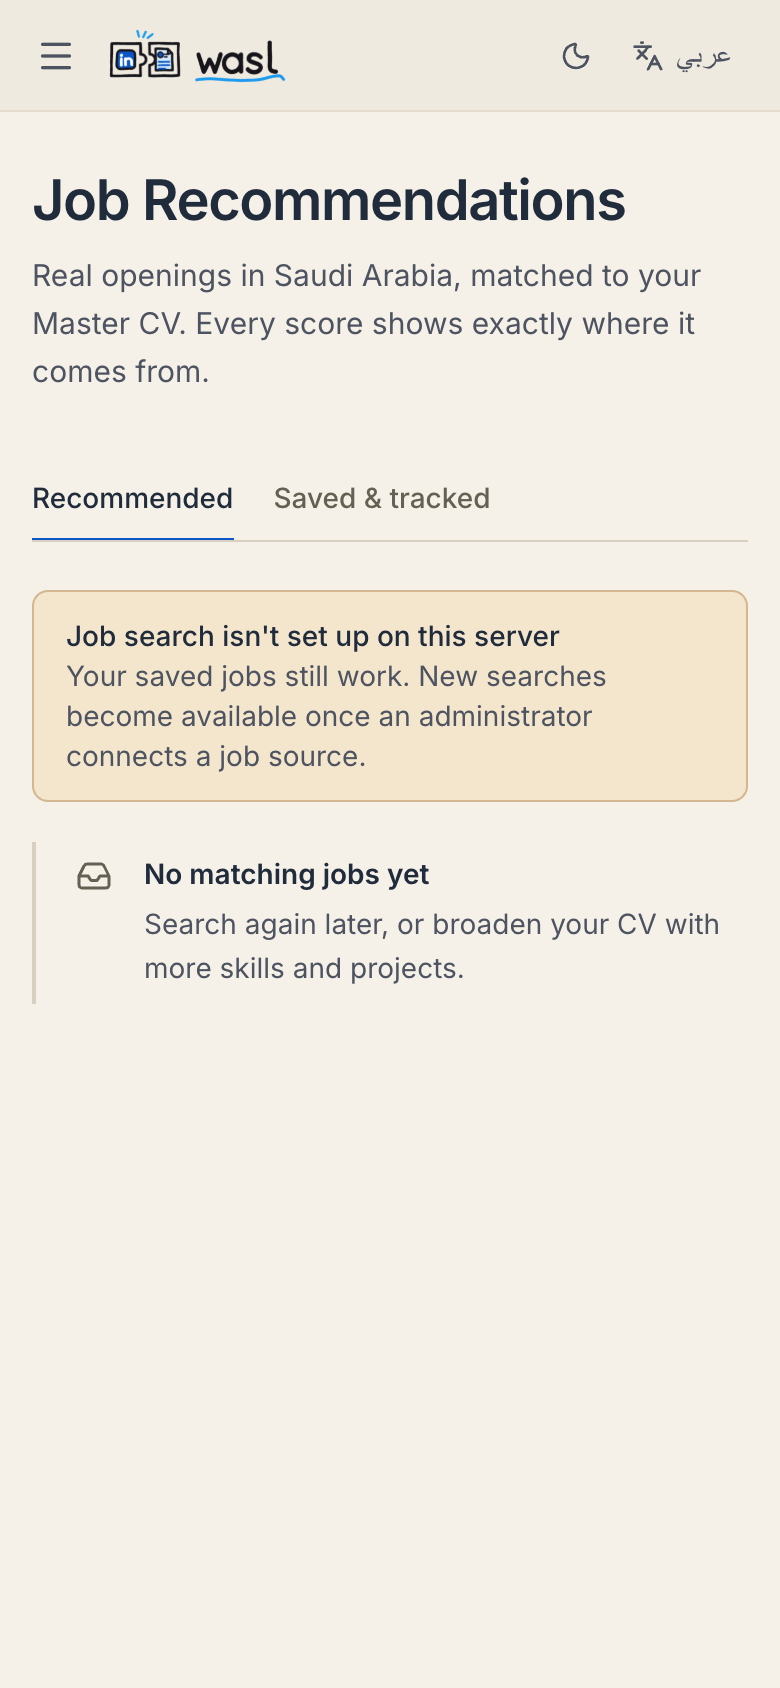 in wasl
عربي
Job Recommendations
Real openings in Saudi Arabia, matched to your
Master CV. Every score shows exactly where it
comes from.
Recommended
Saved & tracked
Job search isn't set up on this server
Your saved jobs still work. New searches
become available once an administrator
connects a job source.
No matching jobs yet
Search again later, or broaden your CV with
more skills and projects.